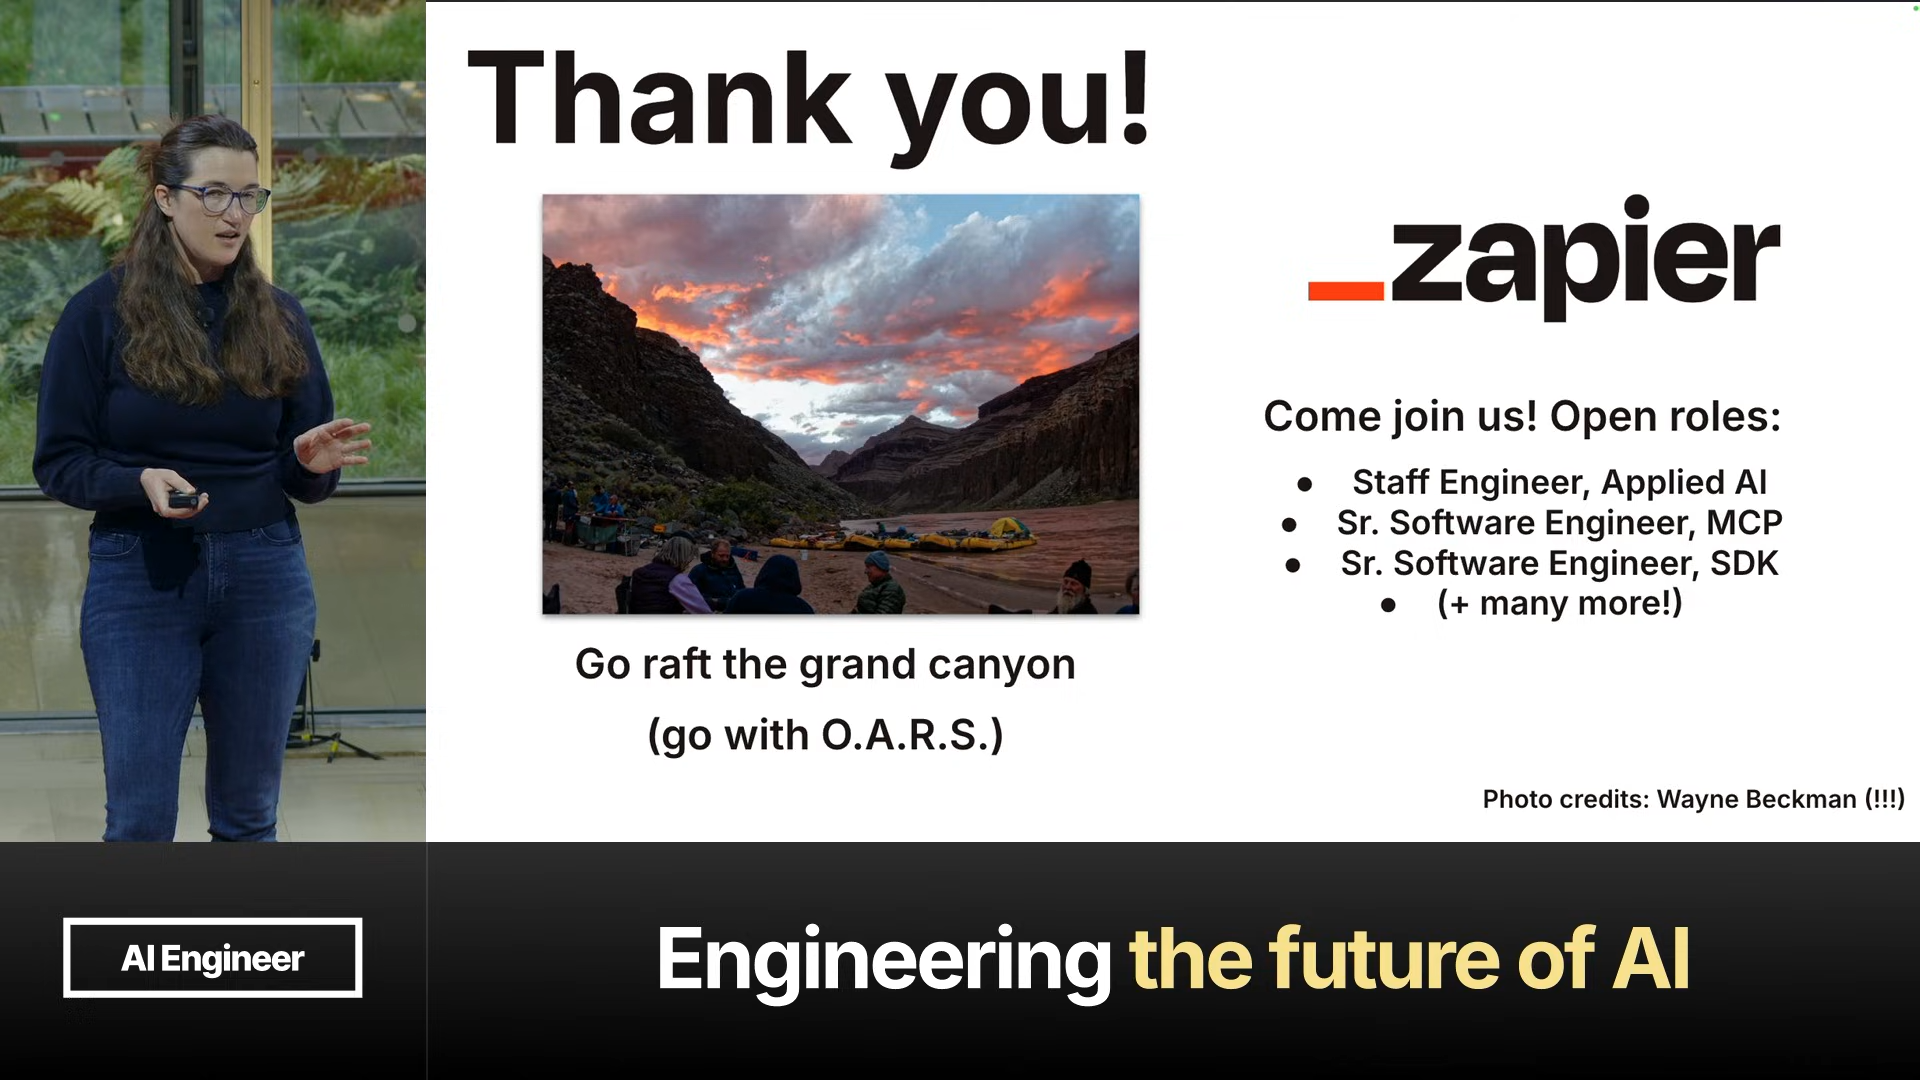 Thank you!
Go raft the grand canyon
(go with O.A.R.S.)
_zapier
Come join us! Open roles:
● Staff Engineer, Applied AI
● Sr. Software Engineer, MCP
● Sr. Software Engineer, SDK
● (+ many more!)
Photo credits: Wayne Beckman (!!!)
AI Engineer
Engineering the future of AI